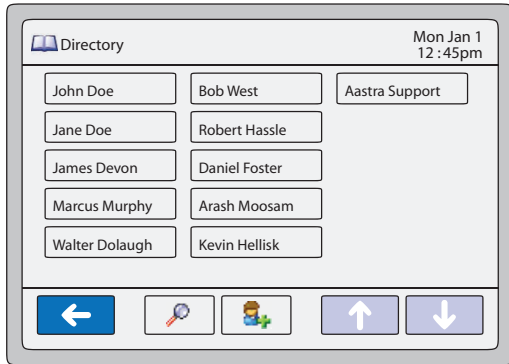 Directory
Mon Jan 1
12 :45pm
John Doe
Bob West
Aastra Support
Jane Doe
Robert Hassle
James Devon
Daniel Foster
Marcus Murphy
Arash Moosam
Walter Dolaugh
Kevin Hellisk